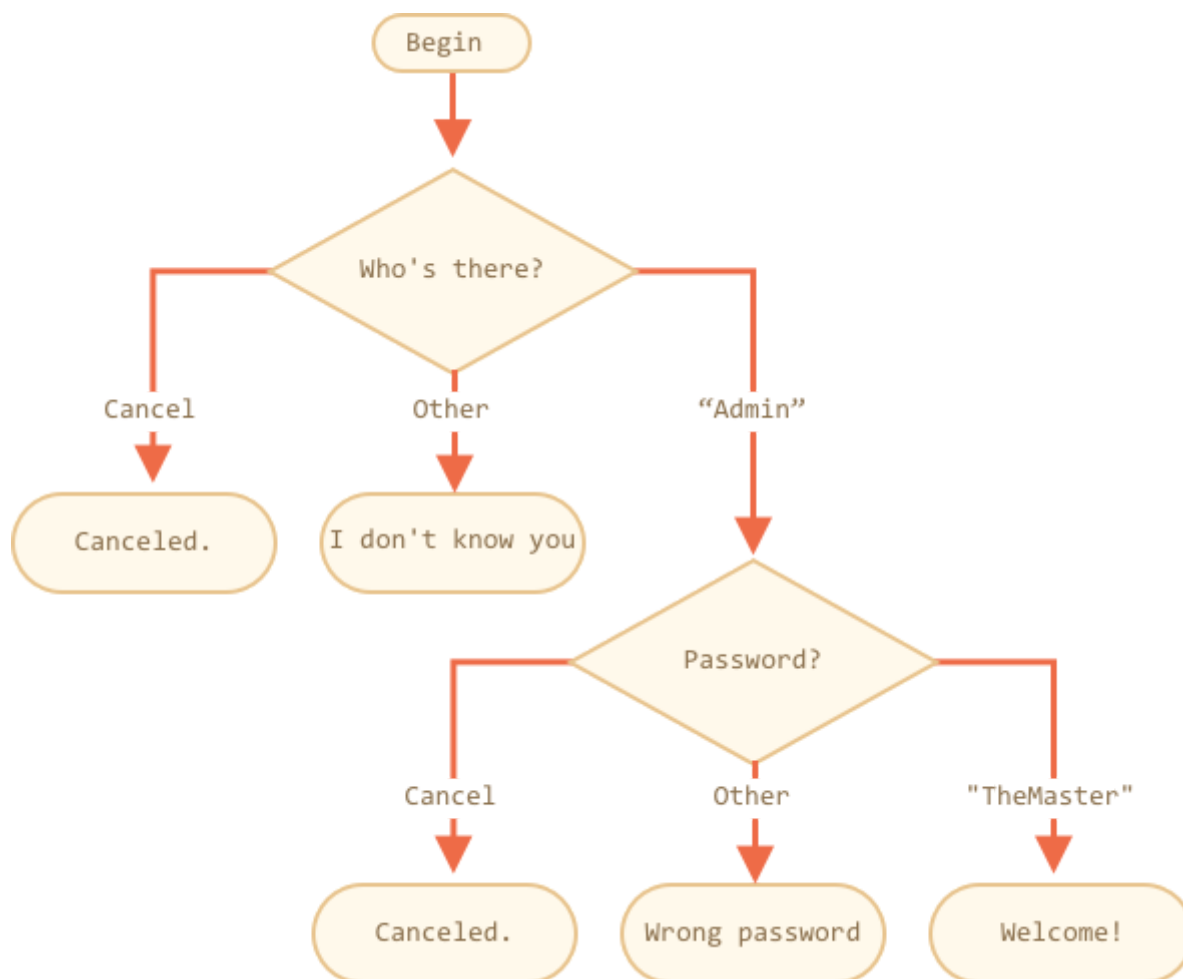 Begin
Who's there?
Cancel
Other
“Admin”
Canceled.
I don't know you
Password?
Cancel
Other
"TheMaster"
Canceled.
Wrong password
Welcome!